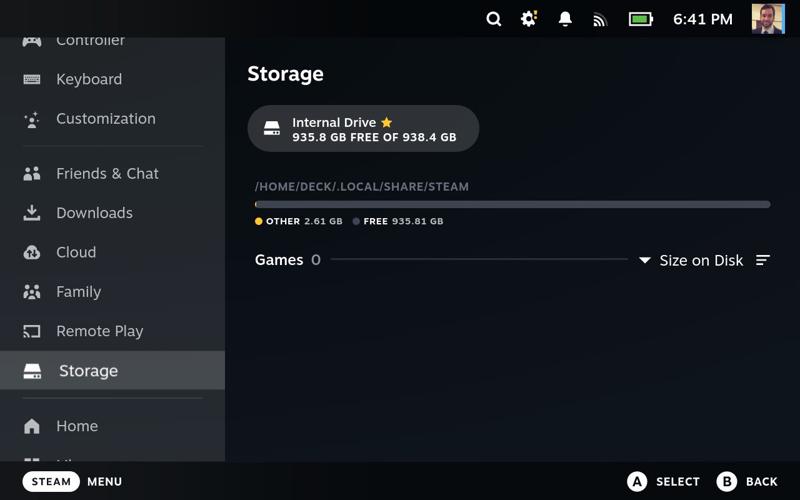 6:41 PM
Controller
Keyboard
Customization
Friends & Chat
Downloads
Cloud
Family
Remote Play
Storage
Home
Storage
Internal Drive
935.8 GB FREE OF 938.4 GB
/HOME/DECK/.LOCAL/SHARE/STEAM
OTHER 2.61 GB FREE 935.81 GB
Games 0 Size on Disk
STEAM MENU
A SELECT B BACK